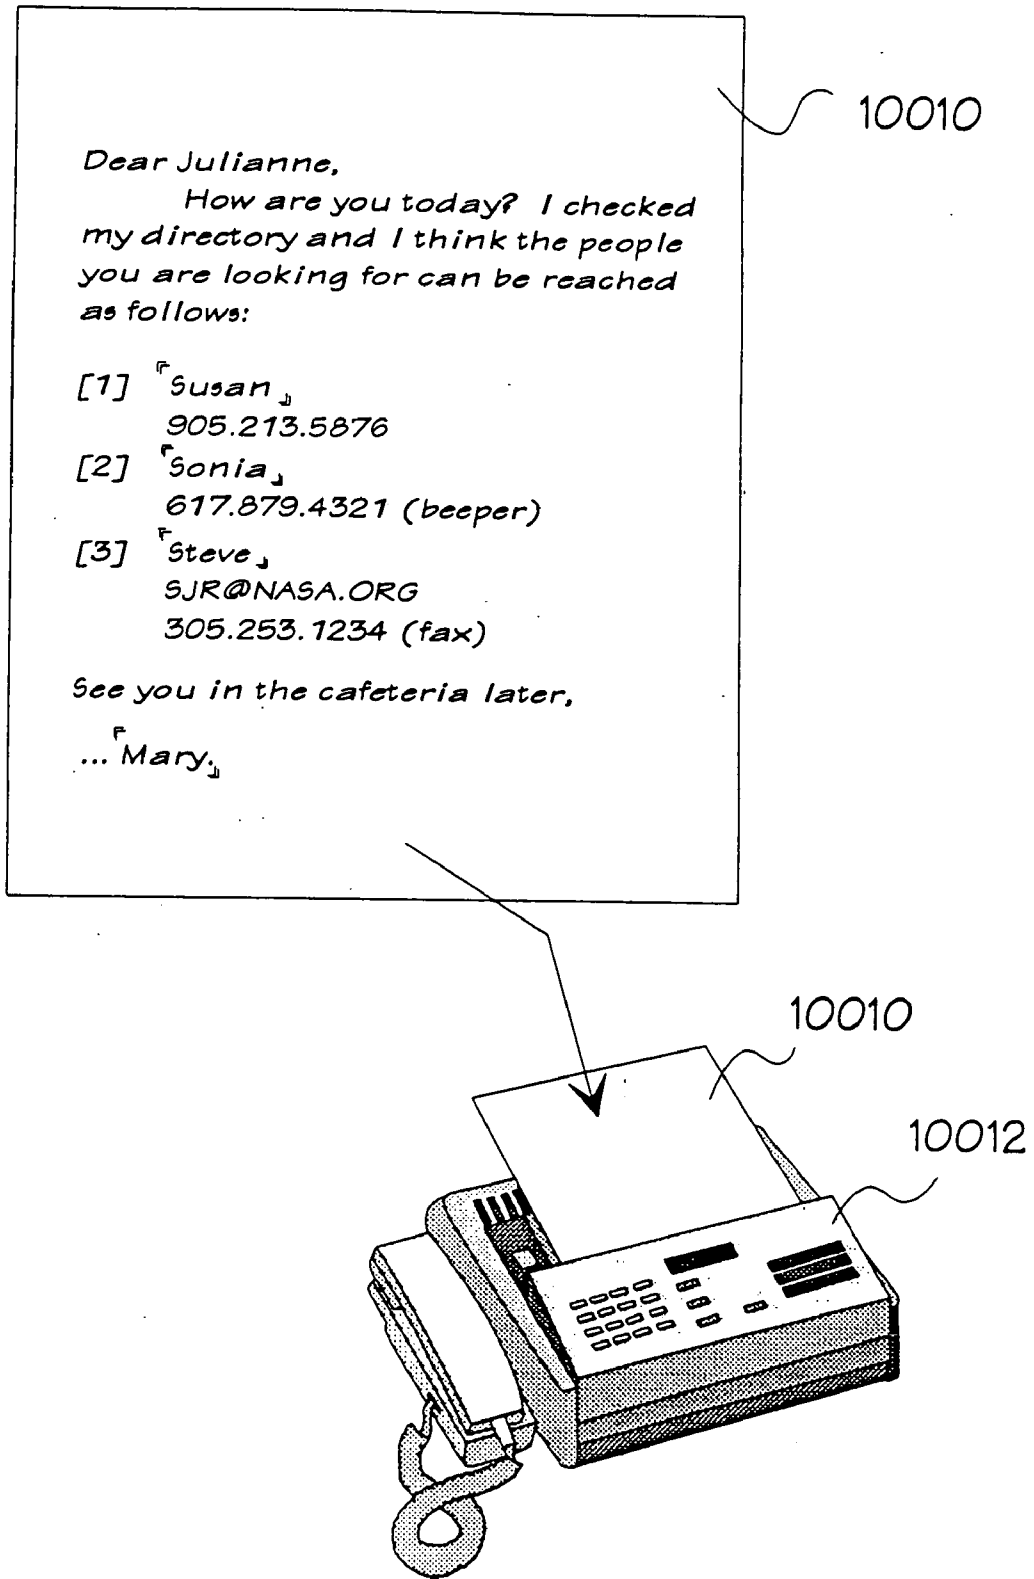 10010
Dear Julianne,
How are you today? I checked
my directory and I think the people
you are looking for can be reached
as follows:
[1] 「Susan」
905.213.5876
[2] 「Sonia」
617.879.4321 (beeper)
[3] 「Steve」
SJR@NASA.ORG
305.253.1234 (fax)
See you in the cafeteria later,
... 「Mary.」
10010
10012